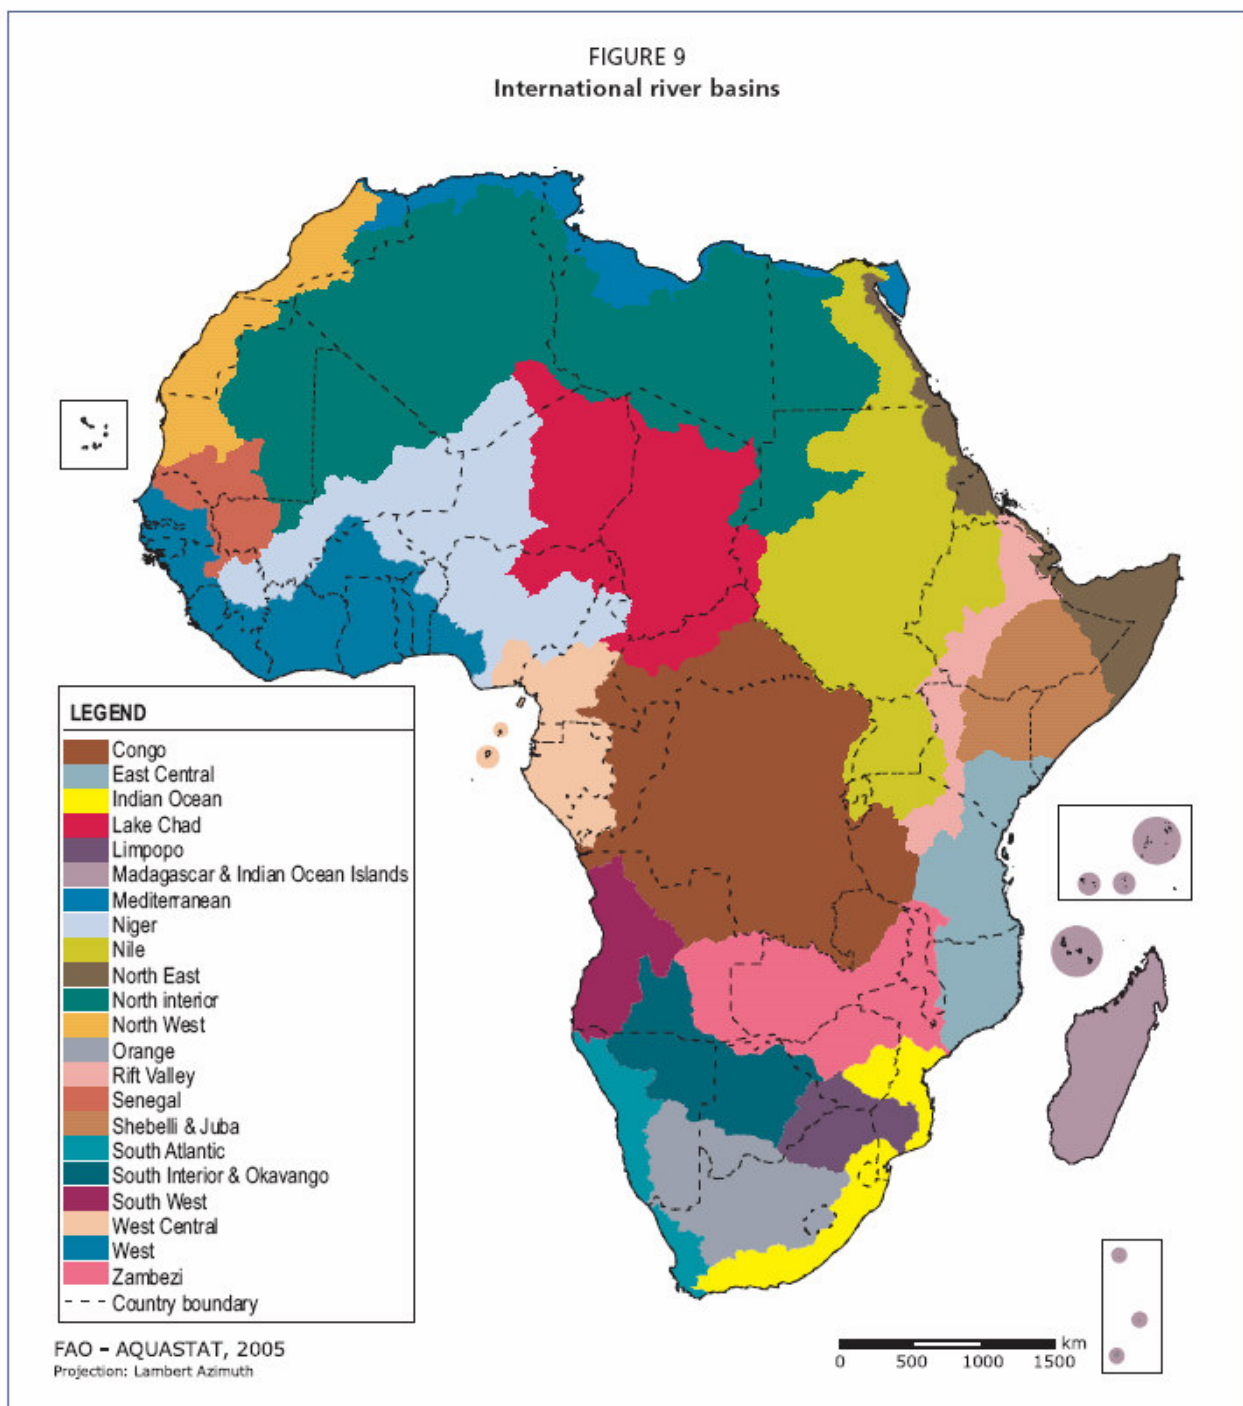 FIGURE 9
International river basins
LEGEND
Congo
East Central
Indian Ocean
Lake Chad
Limpopo
Madagascar & Indian Ocean Islands
Mediterranean
Niger
Nile
North East
North interior
North West
Orange
Rift Valley
Senegal
Shebelli & Juba
South Atlantic
South Interior & Okavango
South West
West Central
West
Zambezi
Country boundary
FAO – AQUASTAT, 2005
Projection: Lambert Azimuth
km
0 500 1000 1500